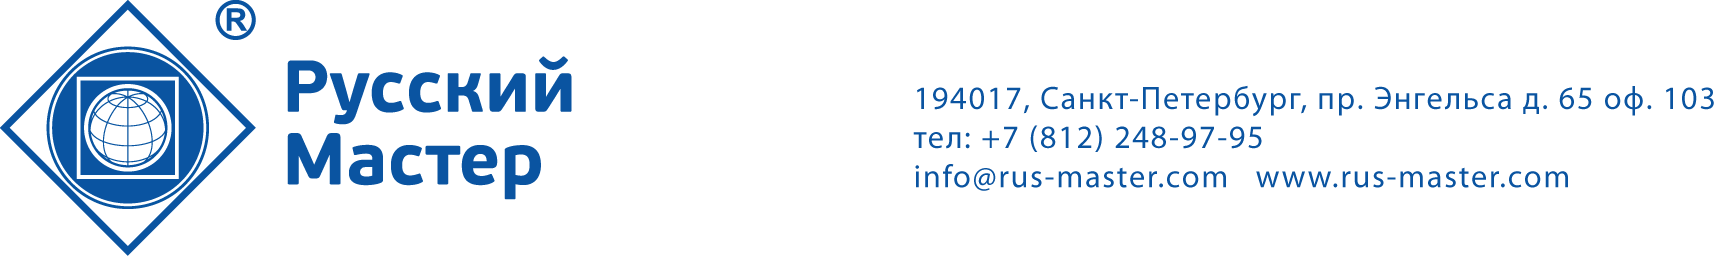 ®
Русский
Мастер
194017, Санкт-Петербург, пр. Энгельса д. 65 оф. 103
тел: +7 (812) 248-97-95
info@rus-master.com www.rus-master.com